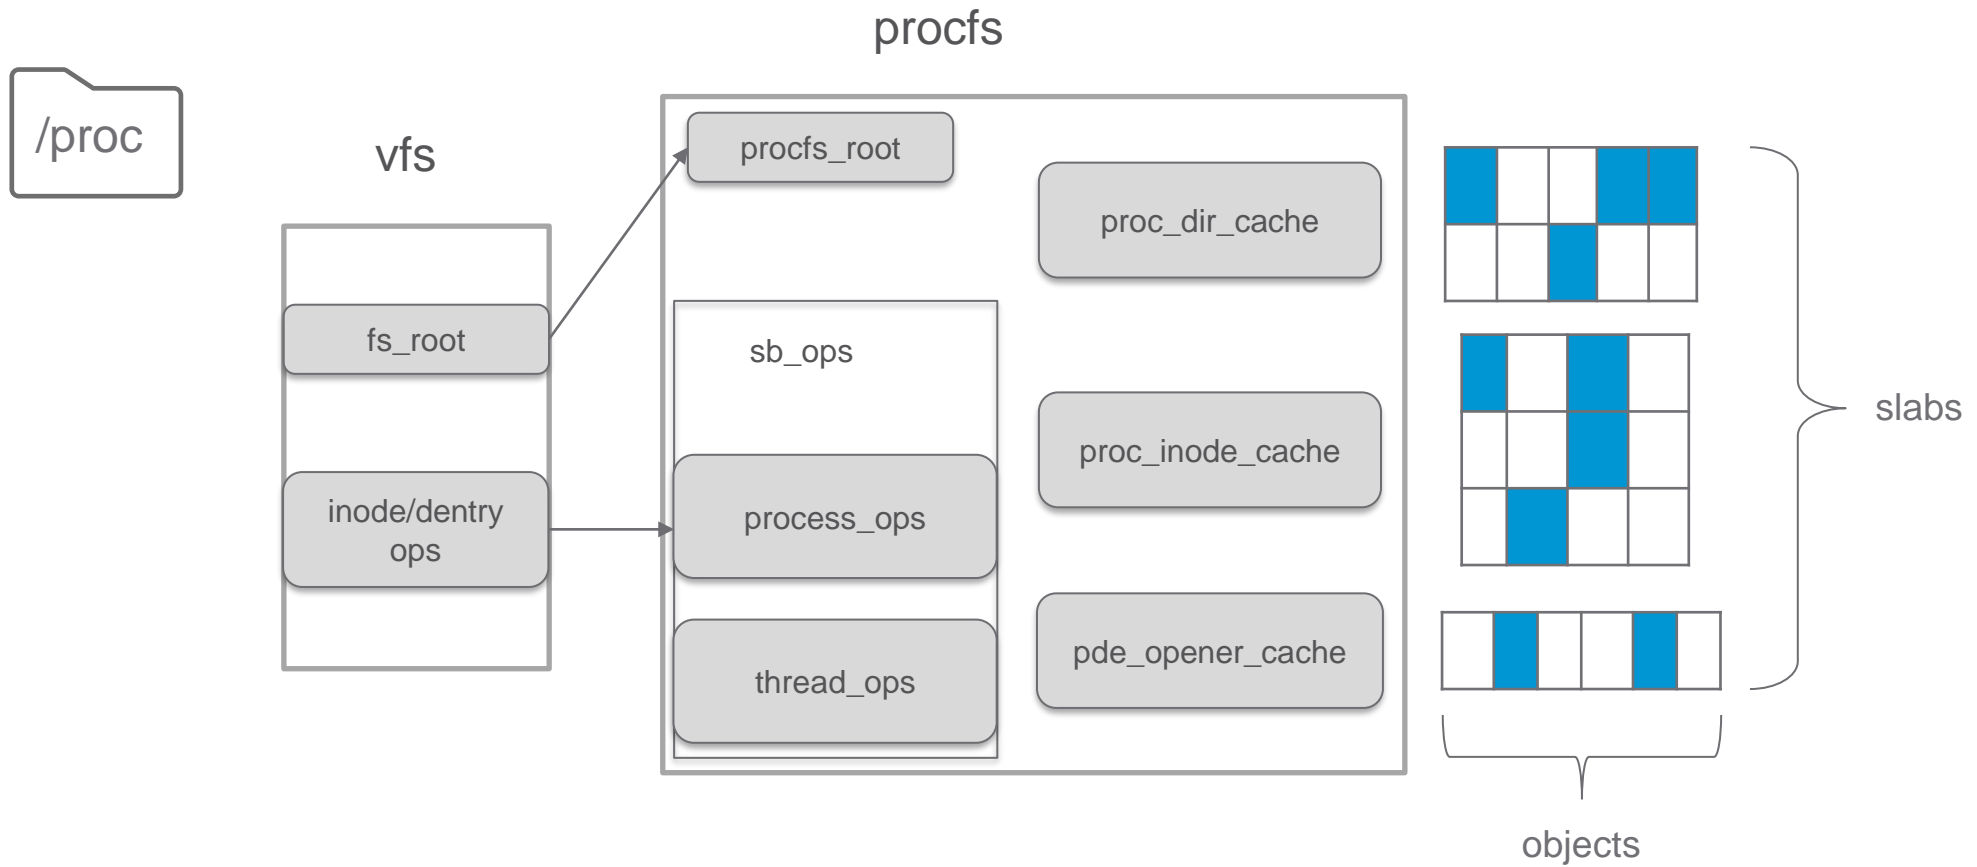 procfs
/proc
vfs
procfs_root
proc_dir_cache
fs_root
sb_ops
slabs
inode/dentry
ops
process_ops
proc_inode_cache
thread_ops
pde_opener_cache
objects